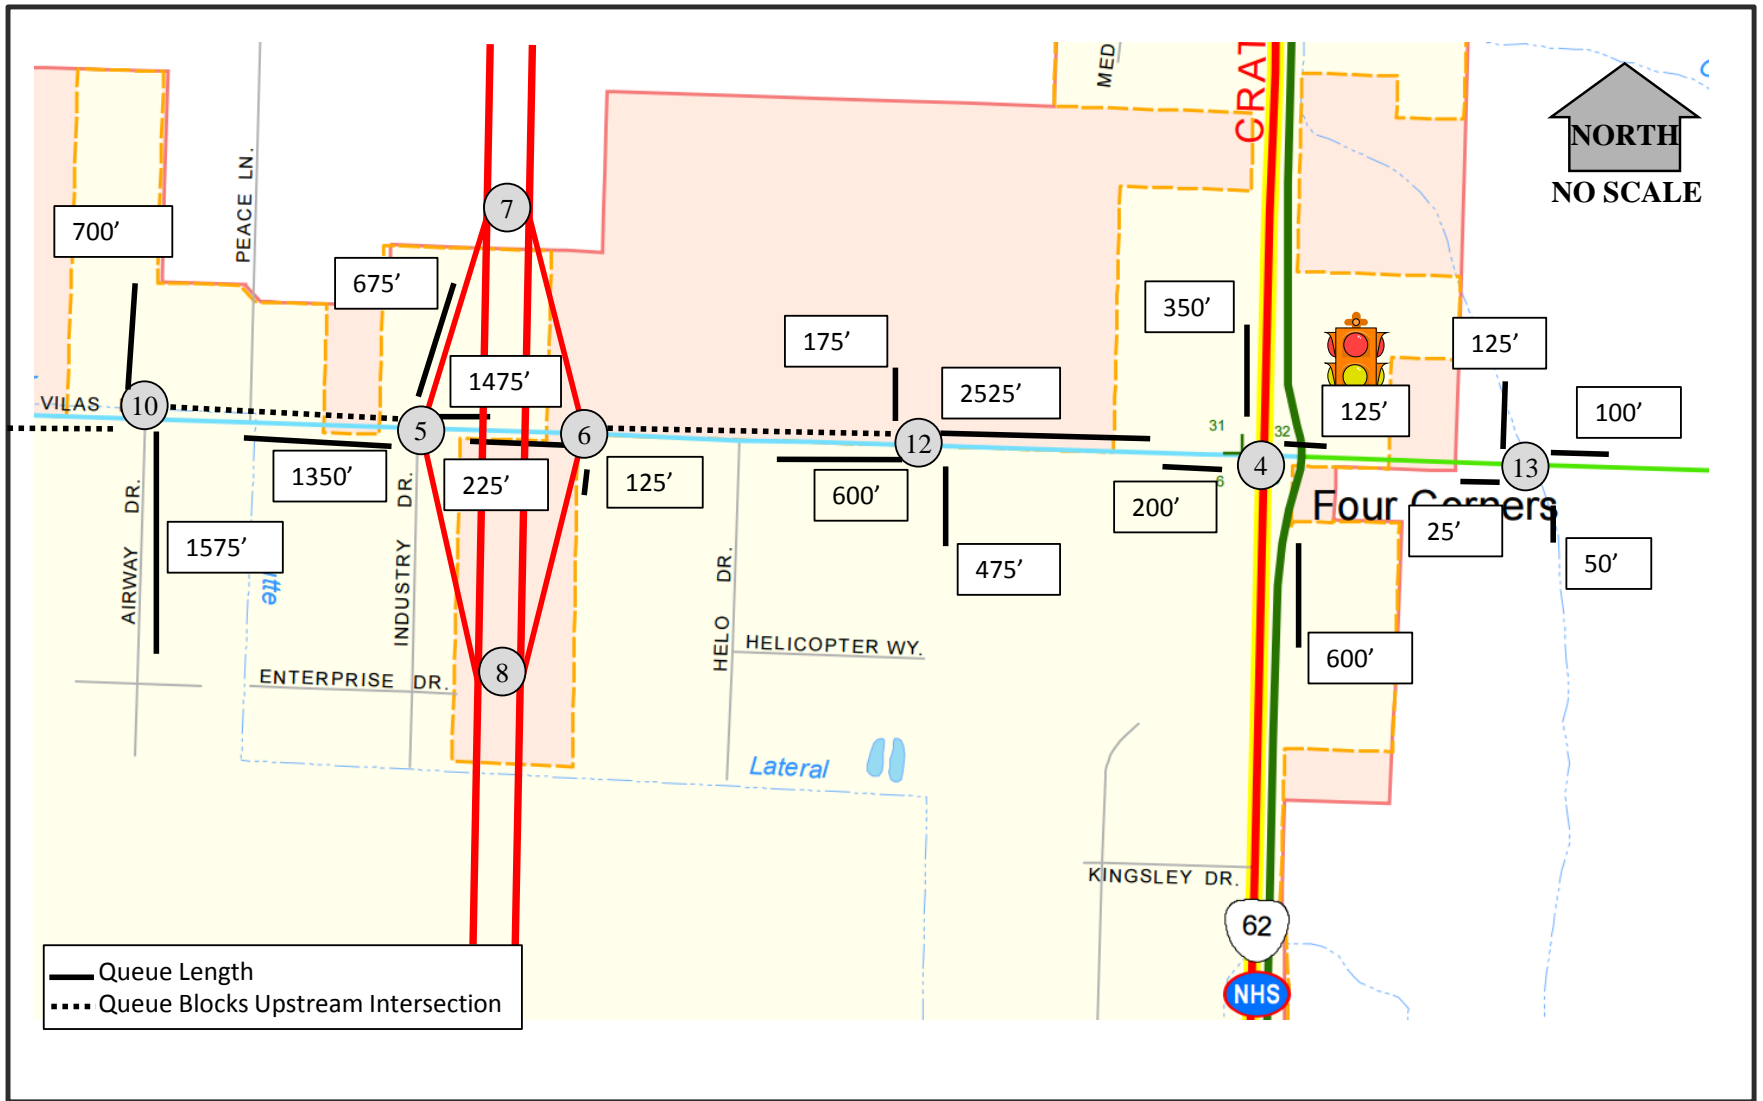 MED
CRAT
C
NORTH
NO SCALE
PEACE LN.
7
700’
675’
350’
175’
125’
1475’
2525’
125’
100’
VILAS
10
5
6
12
31
32
4
6
13
1350’
225’
125’
600’
200’
Four Corners
25’
50’
1575’
475’
AIRWAY DR.
INDUSTRY DR.
HELO DR.
HELICOPTER WY.
600’
ENTERPRISE DR.
8
Lateral
KINGSLEY DR.
62
NHS
Queue Length
Queue Blocks Upstream Intersection